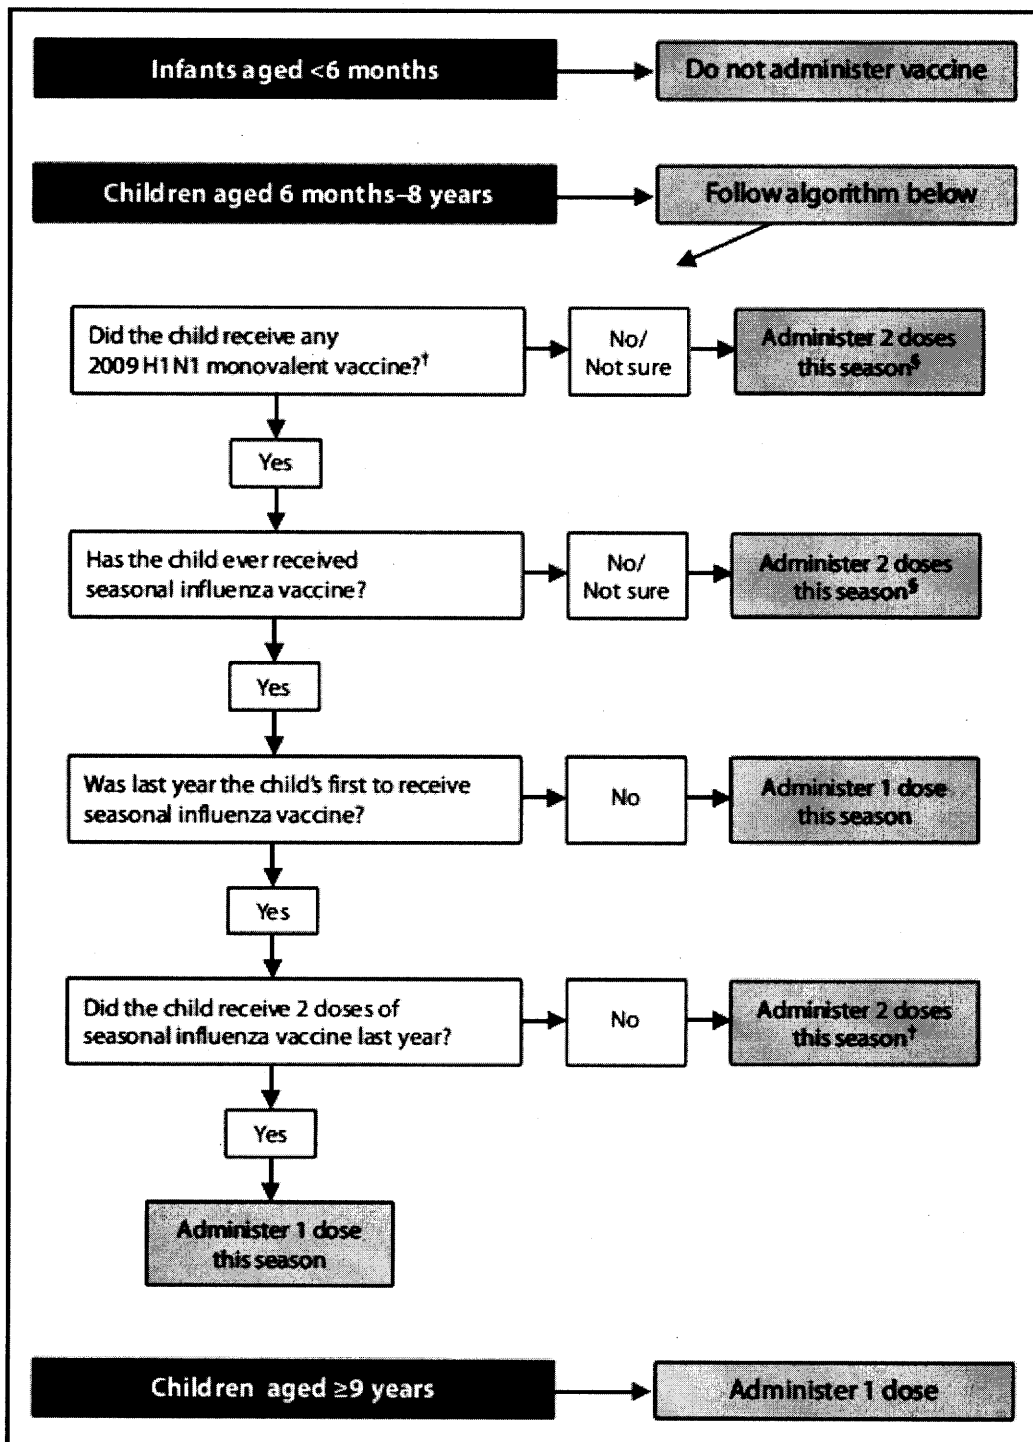 Infants aged <6 months
Do not administer vaccine
Children aged 6 months–8 years
Follow algorithm below
Did the child receive any
2009 H1N1 monovalent vaccine?†
No/
Not sure
Administer 2 doses
this season§
Yes
Has the child ever received
seasonal influenza vaccine?
No/
Not sure
Administer 2 doses
this season§
Yes
Was last year the child's first to receive
seasonal influenza vaccine?
No
Administer 1 dose
this season
Yes
Did the child receive 2 doses of
seasonal influenza vaccine last year?
No
Administer 2 doses
this season†
Yes
Administer 1 dose
this season
Children aged ≥9 years
Administer 1 dose